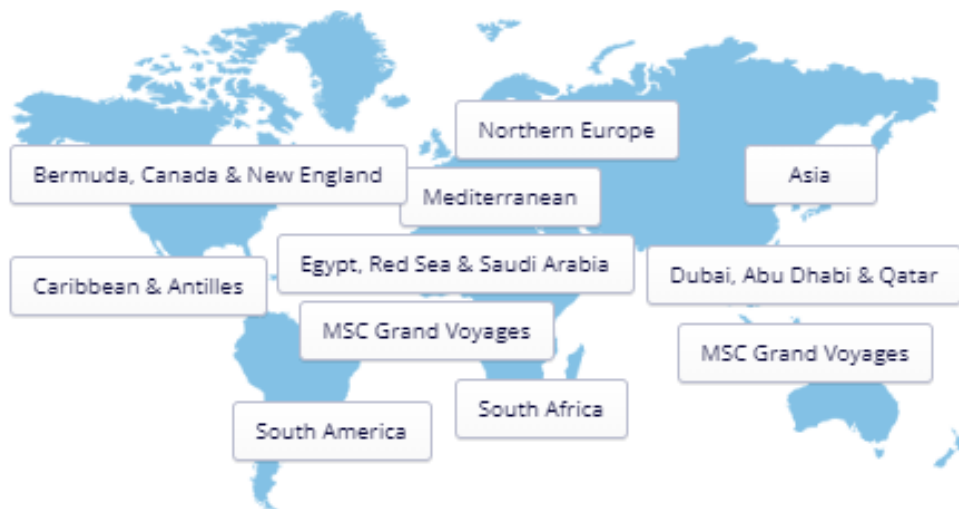 Northern Europe
Bermuda, Canada & New England
Asia
Mediterranean
Egypt, Red Sea & Saudi Arabia
Dubai, Abu Dhabi & Qatar
Caribbean & Antilles
MSC Grand Voyages
MSC Grand Voyages
South Africa
South America